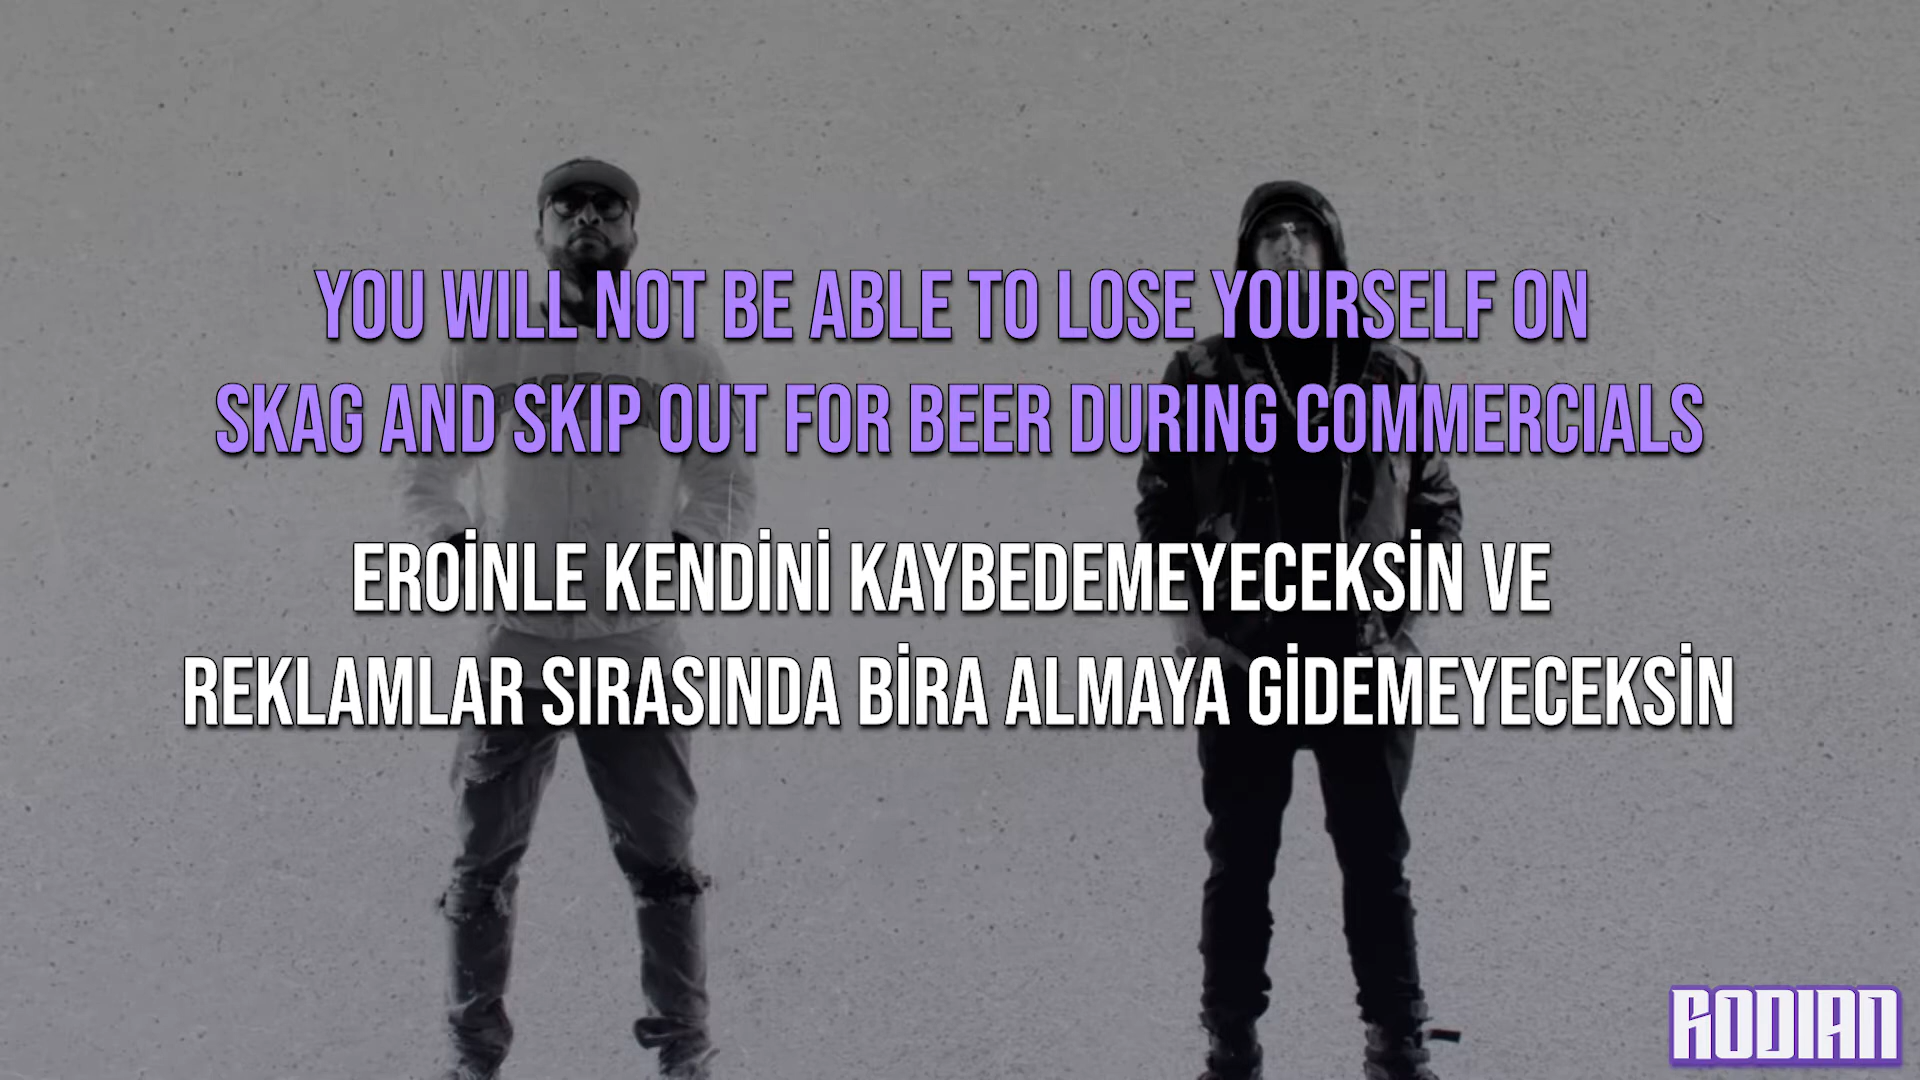 YOU WILL NOT BE ABLE TO LOSE YOURSELF ON
SKAG AND SKIP OUT FOR BEER DURING COMMERCIALS
EROİNLE KENDİNİ KAYBEDEMEYECEKSİN VE
REKLAMLAR SIRASINDA BİRA ALMAYA GİDEMEYECEKSİN
RODIAN